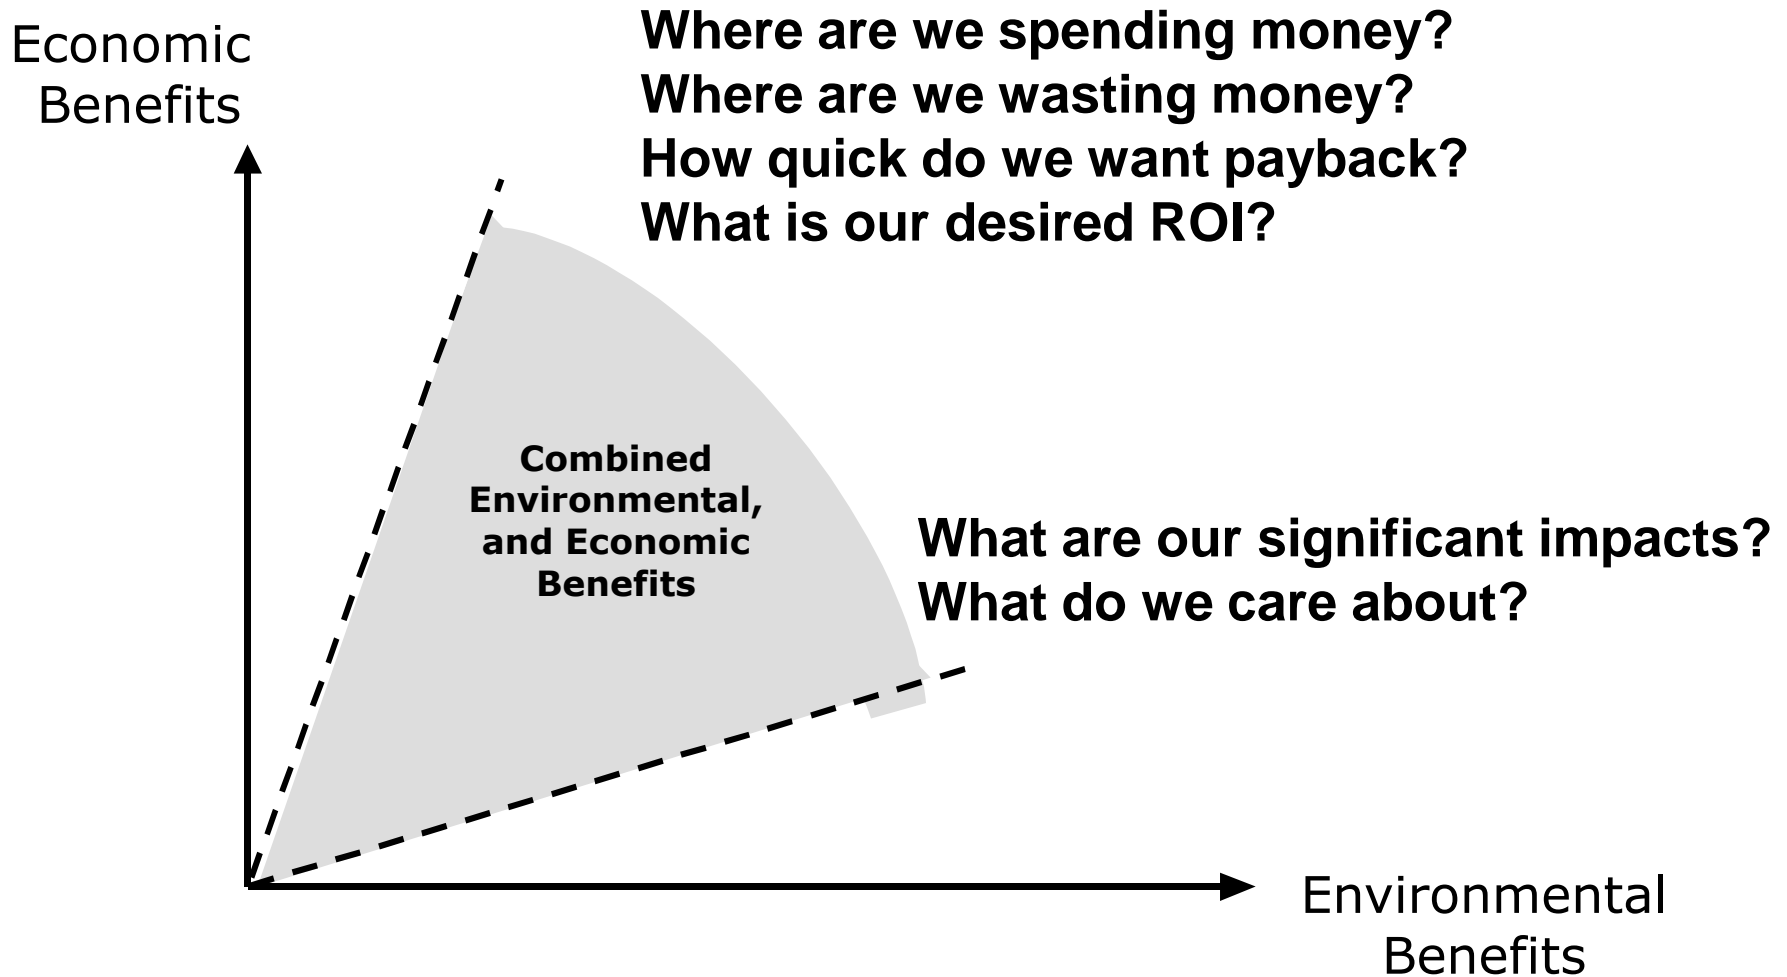 Economic
Benefits
Where are we spending money?
Where are we wasting money?
How quick do we want payback?
What is our desired ROI?
Combined
Environmental,
and Economic
Benefits
What are our significant impacts?
What do we care about?
Environmental
Benefits